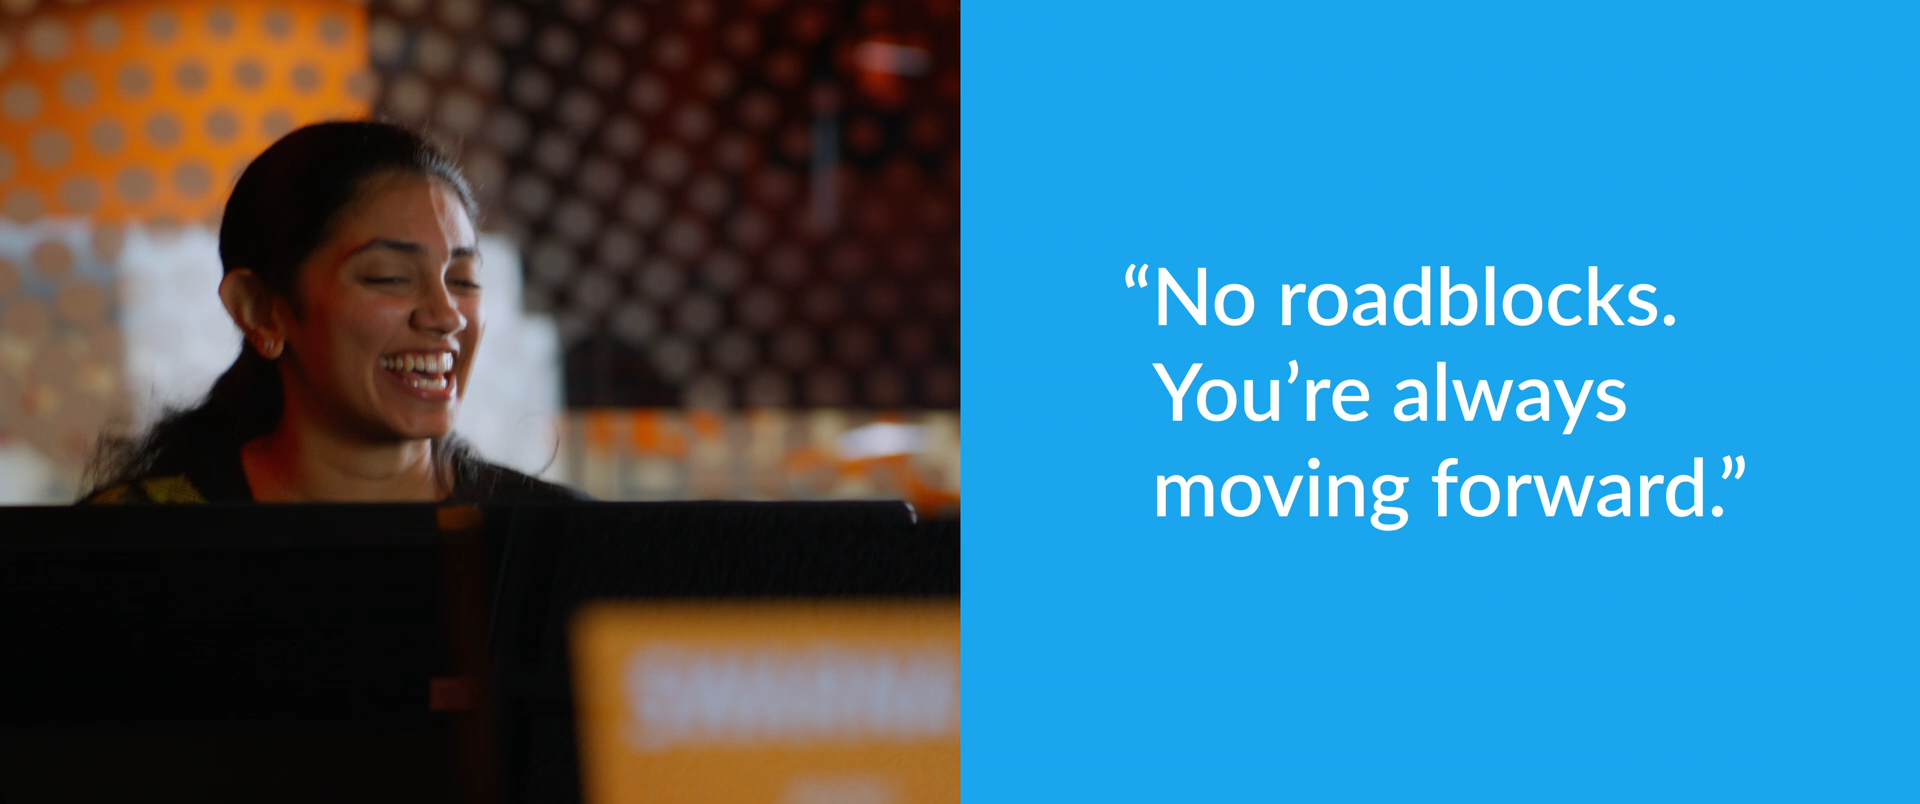 “No roadblocks.
You’re always
moving forward.”